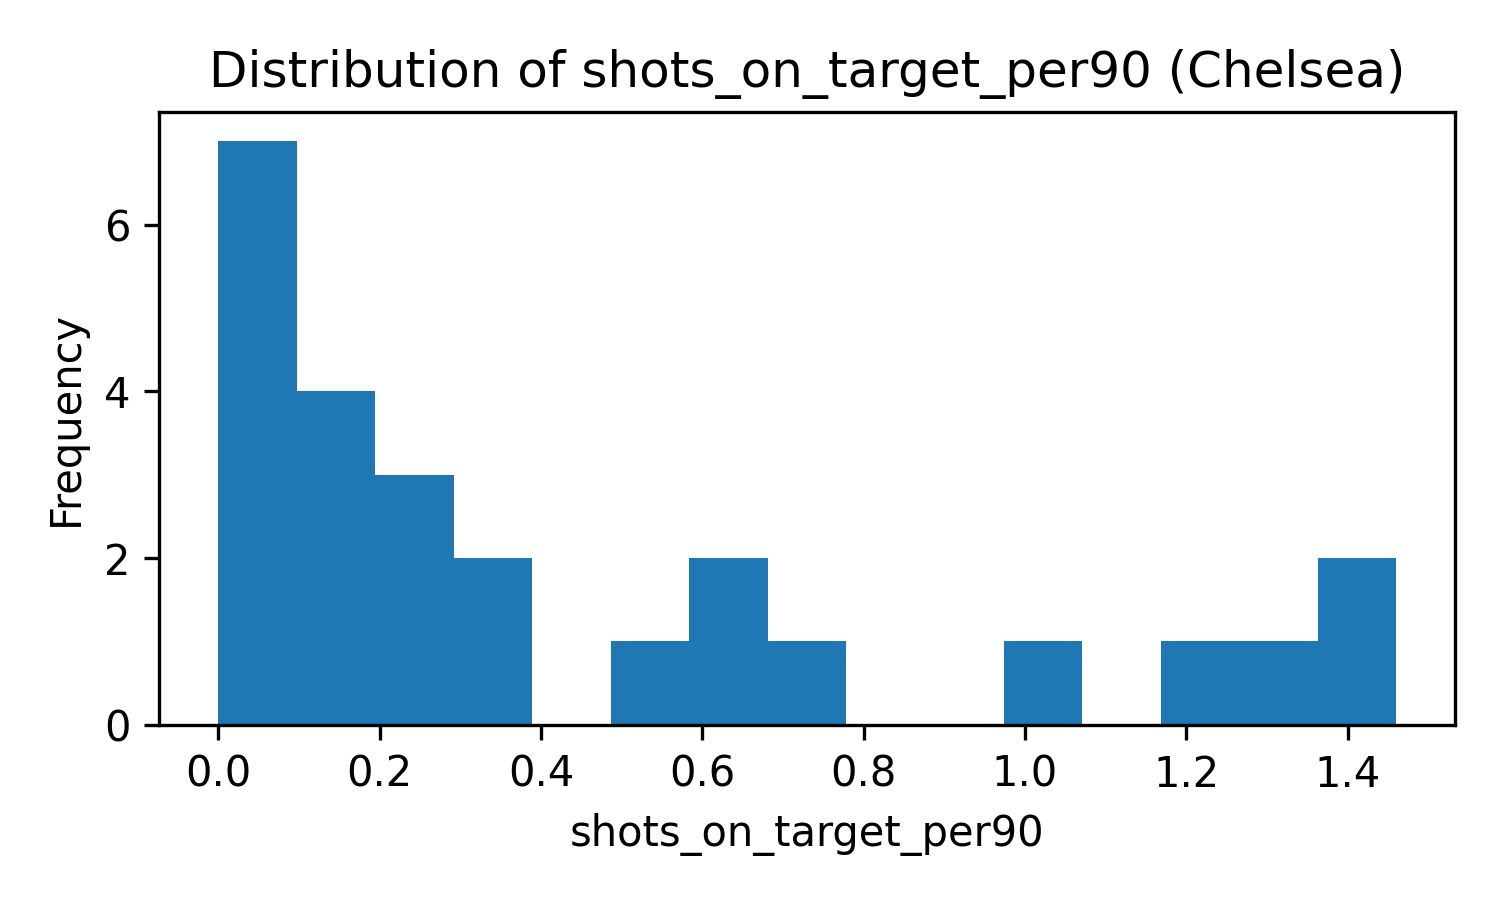 Distribution of shots_on_target_per90 (Chelsea)
Frequency
6
4
2
0
0.0 0.2 0.4 0.6 0.8 1.0 1.2 1.4
shots_on_target_per90